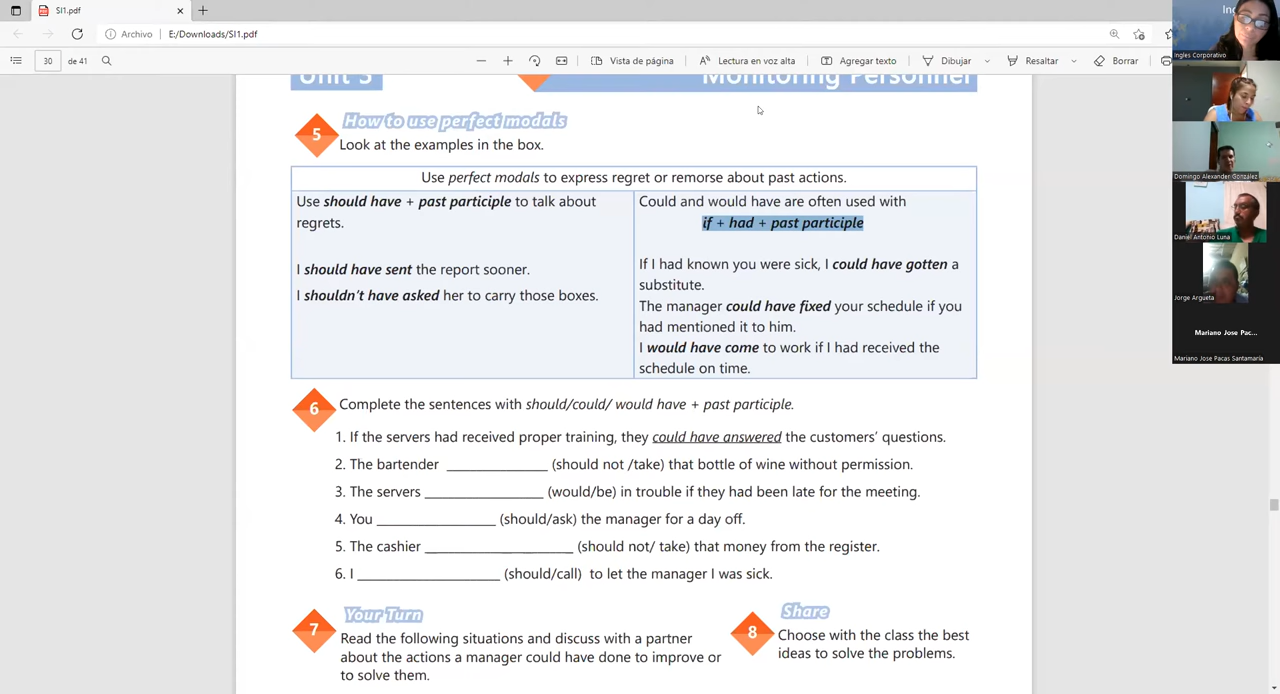 SI1.pdf
Archivo E:/Downloads/SI1.pdf
30 de 41 Vista de página Lectura en voz alta Agregar texto Dibujar Resaltar Borrar
Unit 3 Monitoring Personnel
5 How to use perfect modals
Look at the examples in the box.
Use perfect modals to express regret or remorse about past actions.
Use should have + past participle to talk about
regrets.
I should have sent the report sooner.
I shouldn't have asked her to carry those boxes.
Could and would have are often used with
if + had + past participle
If I had known you were sick, I could have gotten a
substitute.
The manager could have fixed your schedule if you
had mentioned it to him.
I would have come to work if I had received the
schedule on time.
6 Complete the sentences with should/could/ would have + past participle.
1. If the servers had received proper training, they could have answered the customers' questions.
2. The bartender ______________ (should not /take) that bottle of wine without permission.
3. The servers ________________ (would/be) in trouble if they had been late for the meeting.
4. You ________________ (should/ask) the manager for a day off.
5. The cashier ____________________ (should not/ take) that money from the register.
6. I ___________________ (should/call) to let the manager I was sick.
7 Your Turn
Read the following situations and discuss with a partner
about the actions a manager could have done to improve or
to solve them.
8 Share
Choose with the class the best
ideas to solve the problems.
Ingles Corporativo
Domingo Alexander González
Daniel Antonio Luna
Jorge Argueta
Mariano Jose Pac...
Mariano Jose Pacas Santamaría